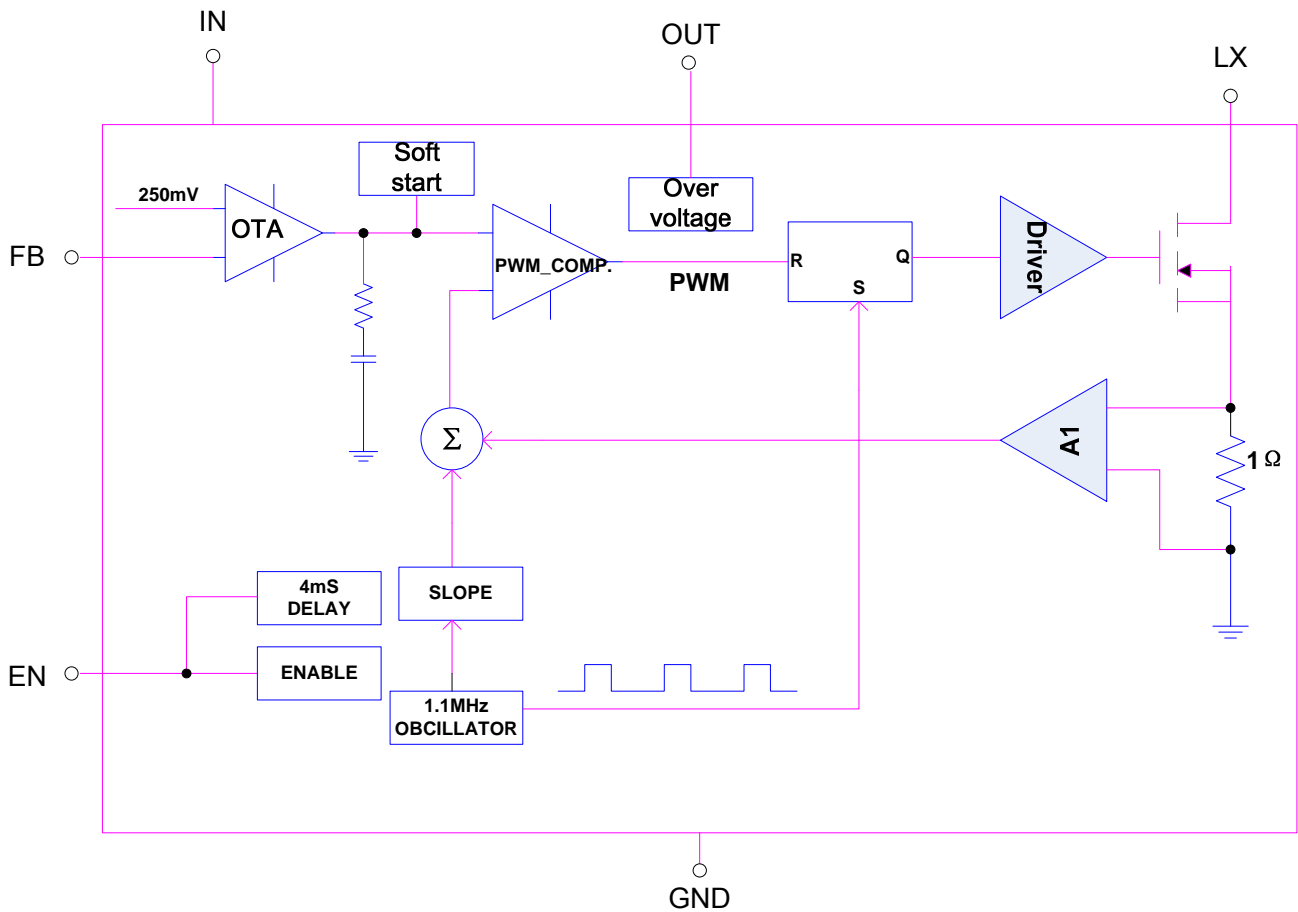 IN
OUT
LX
Soft
start
250mV
Over
voltage
OTA
FB
PWM_COMP.
PWM
R
Q
S
Driver
Σ
A1
1 Ω
4mS
DELAY
SLOPE
EN
ENABLE
1.1MHz
OBCILLATOR
GND